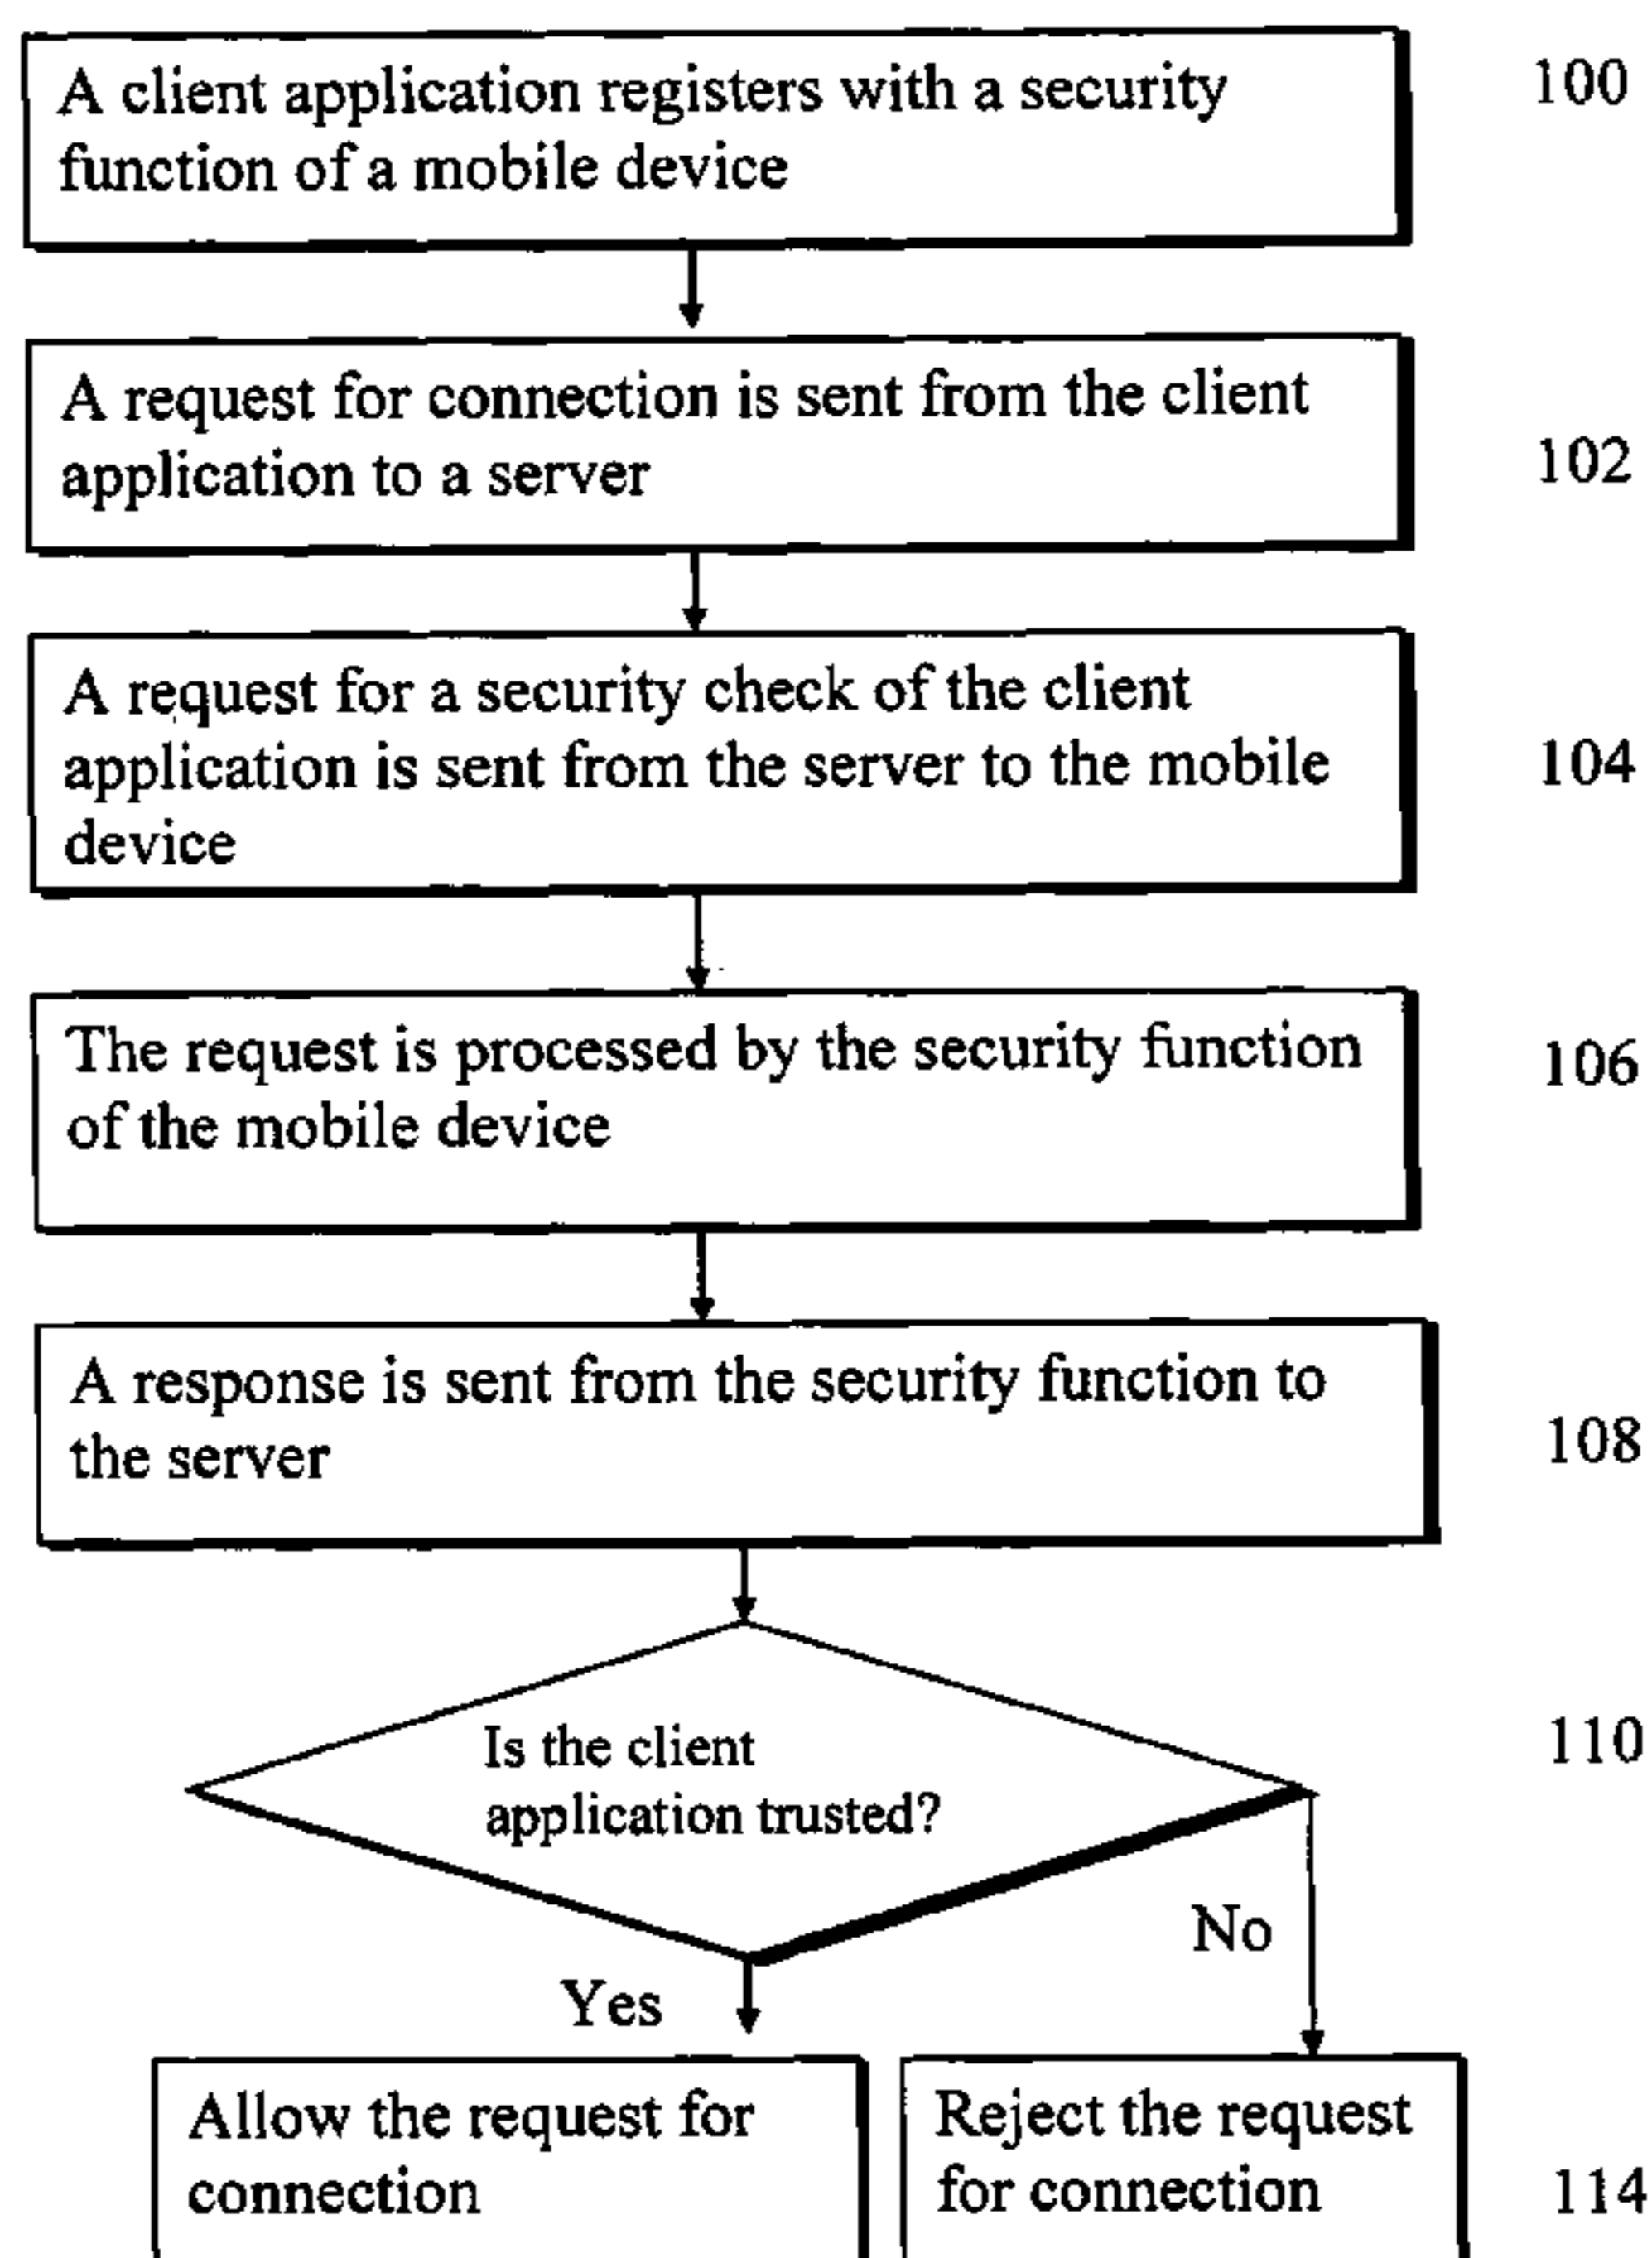 A client application registers with a security
function of a mobile device
100
A request for connection is sent from the client
application to a server
102
A request for a security check of the client
application is sent from the server to the mobile
device
104
The request is processed by the security function
of the mobile device
106
A response is sent from the security function to
the server
108
Is the client
application trusted?
110
No
Yes
Allow the request for
connection
Reject the request
for connection
114